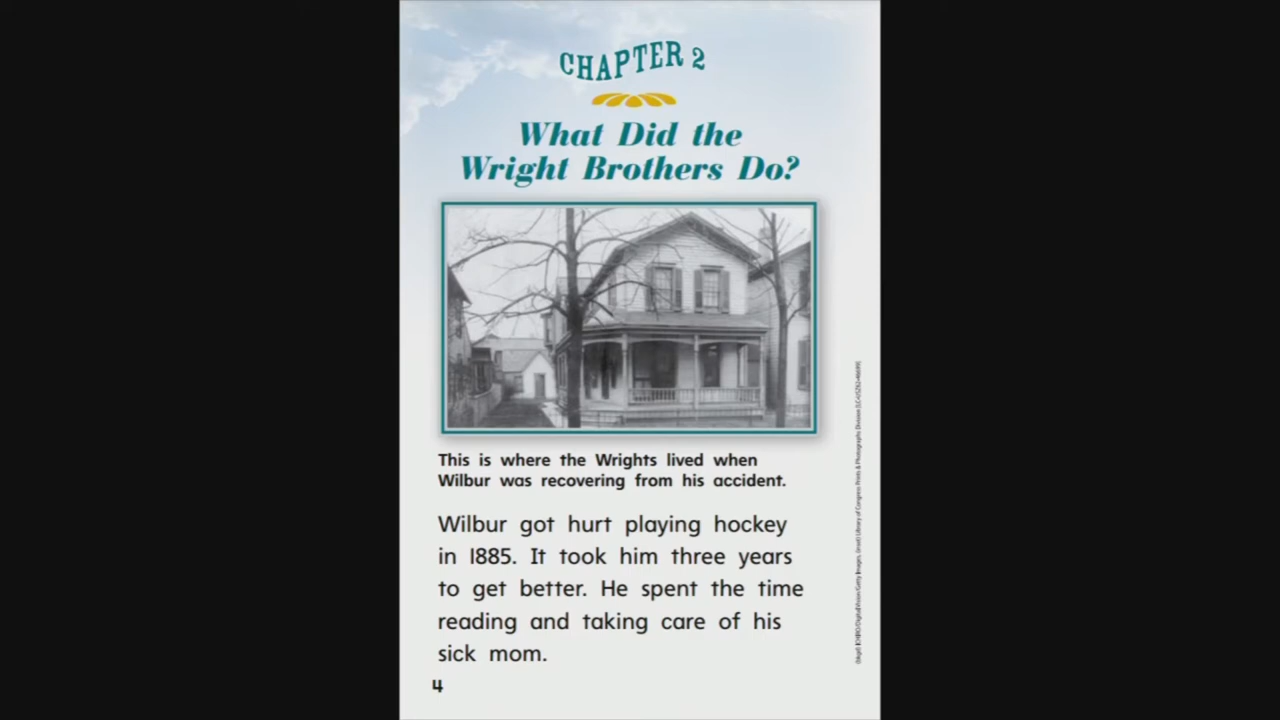 CHAPTER 2
What Did the
Wright Brothers Do?
This is where the Wrights lived when
Wilbur was recovering from his accident.
Wilbur got hurt playing hockey
in 1885. It took him three years
to get better. He spent the time
reading and taking care of his
sick mom.
4